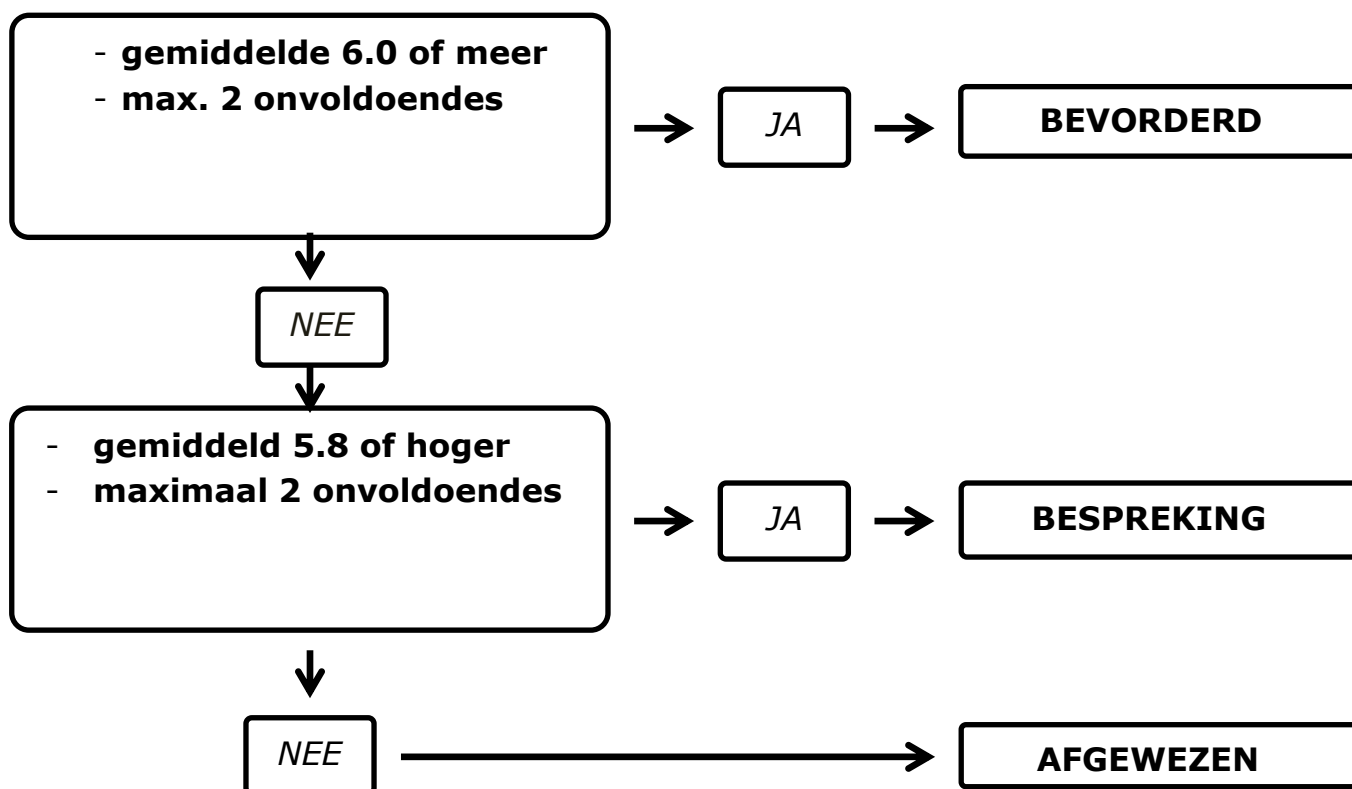 - gemiddelde 6.0 of meer
- max. 2 onvoldoendes
JA
BEVORDERD
NEE
- gemiddeld 5.8 of hoger
- maximaal 2 onvoldoendes
JA
BESPREKING
NEE
AFGEWEZEN